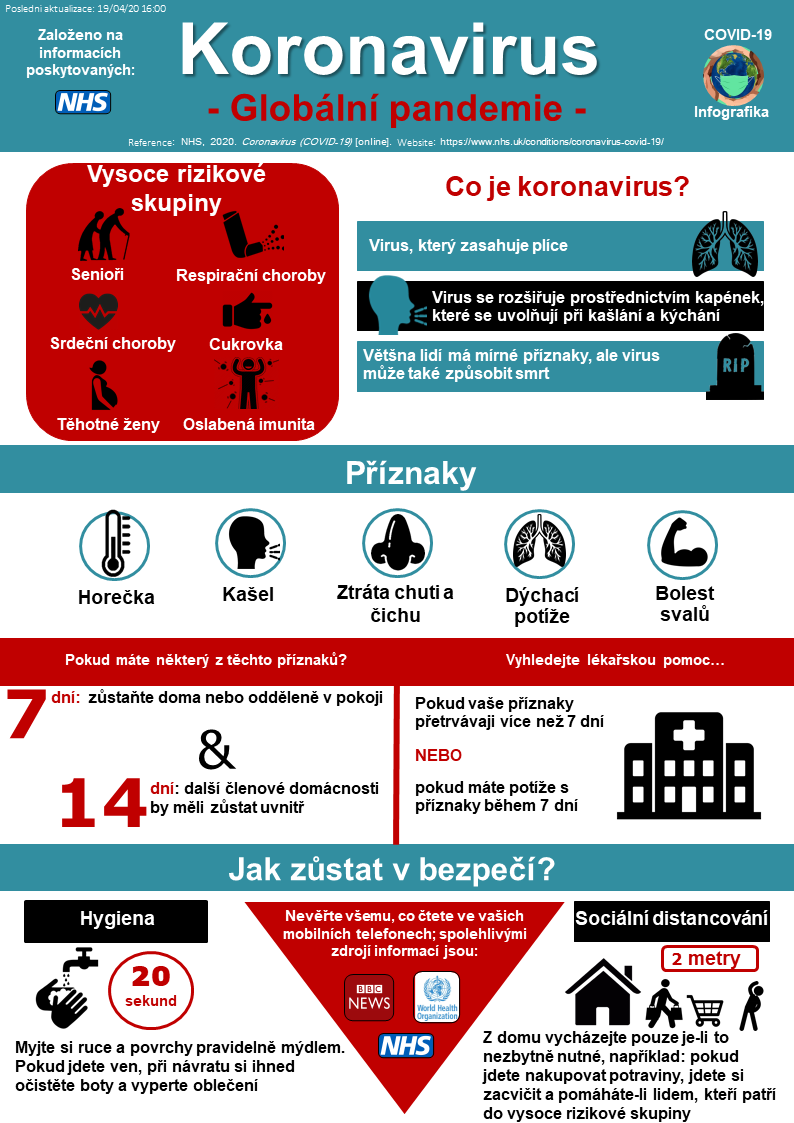 Poslední aktualizace: 19/04/20 16:00
Založeno na
informacích
poskytovaných:
NHS
Koronavirus
- Globální pandemie -
COVID-19
Infografika
Reference: NHS, 2020. Coronavirus (COVID-19) [online]. Website: https://www.nhs.uk/conditions/coronavirus-covid-19/
Vysoce rizikové
skupiny
Senioři
Respirační choroby
Srdeční choroby
Cukrovka
Těhotné ženy
Oslabená imunita
Co je koronavirus?
Virus, který zasahuje plíce
Virus se rozšiřuje prostřednictvím kapének,
které se uvolňují při kašlání a kýchání
Většna lidí má mírné příznaky, ale virus
může také způsobit smrt
RIP
Příznaky
Horečka
Kašel
Ztráta chuti a
čichu
Dýchací
potíže
Bolest
svalů
Pokud máte některý z těchto příznaků?
Vyhledejte lékařskou pomoc…
7 dní: zůstaňte doma nebo odděleně v pokoji
&
14 dní: další členové domácnosti
by měli zůstat uvnitř
Pokud vaše příznaky
přetrvávaji více než 7 dní
NEBO
pokud máte potíže s
příznaky během 7 dní
Jak zůstat v bezpečí?
Hygiena
20
sekund
Myjte si ruce a povrchy pravidelně mýdlem.
Pokud jdete ven, při návratu si ihned
očistěte boty a vyperte oblečení
Nevěřte všemu, co čtete ve vašich
mobilních telefonech; spolehlivými
zdrojí informací jsou:
BBC
NEWS
World Health
Organization
NHS
Sociální distancování
2 metry
Z domu vycházejte pouze je-li to
nezbytně nutné, například: pokud
jdete nakupovat potraviny, jdete si
zacvičit a pomáháte-li lidem, kteří patří
do vysoce rizikové skupiny